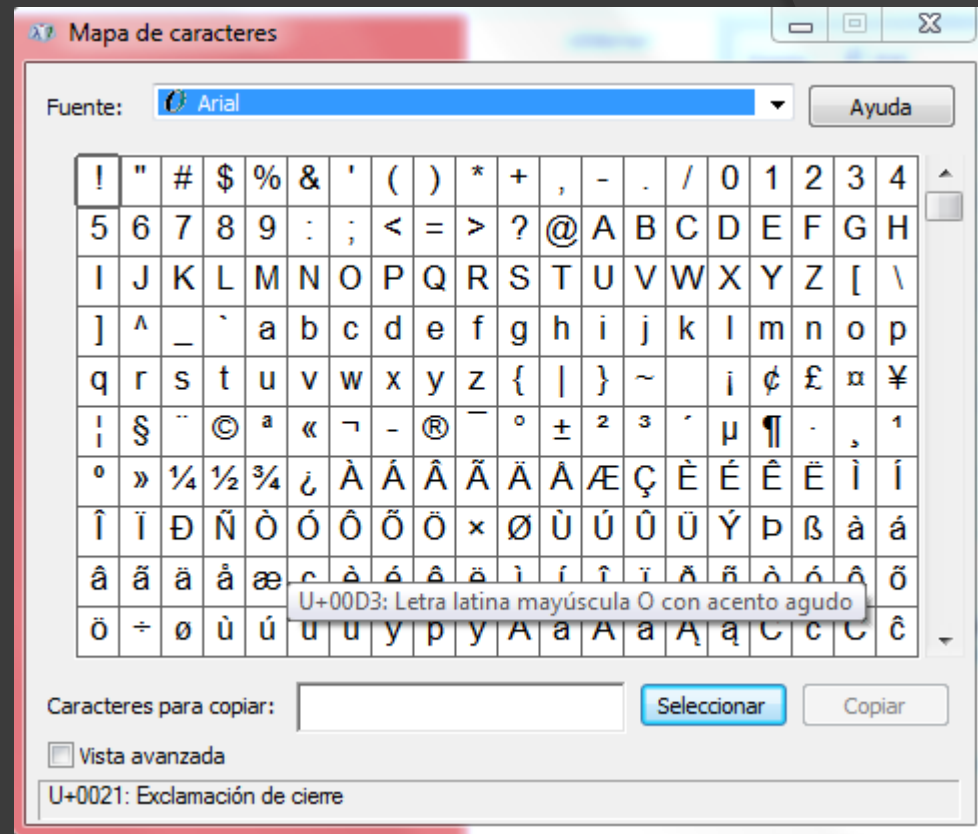 Mapa de caracteres
Fuente: Arial Ayuda
! " # $ % & ' ( ) * + , - . / 0 1 2 3 4
5 6 7 8 9 : ; < = > ? @ A B C D E F G H
I J K L M N O P Q R S T U V W X Y Z [ \
] ^ _ ` a b c d e f g h i j k l m n o p
q r s t u v w x y z { | } ~ ¡ ¢ £ ¤ ¥
¦ § ¨ © ª « ¬ - ® ¯ ° ± ² ³ ´ µ ¶ · ¸ ¹
º » ¼ ½ ¾ ¿ À Á Â Ã Ä Å Æ Ç È É Ê Ë Ì Í
Î Ï Ð Ñ Ò Ó Ô Õ Ö × Ø Ù Ú Û Ü Ý Þ ß à á
â ã ä å æ ç è é ê ë ì í î ï ð ñ ò ó ô õ
U+00D3: Letra latina mayúscula O con acento agudo
ö ÷ ø ù ú
Caracteres para copiar: Seleccionar Copiar
Vista avanzada
U+0021: Exclamación de cierre